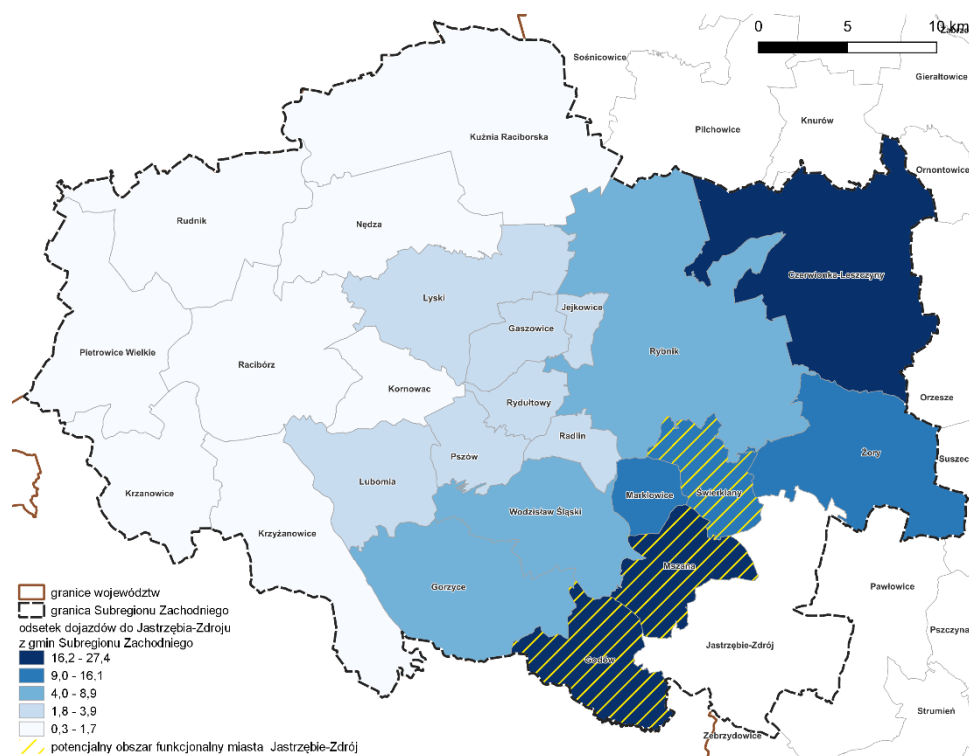 0 5 10 km
Sośnicowice
Gierałtowice
Pilchowice
Knurów
Kuźnia Raciborska
Ornontowice
Rudnik
Nędza
Czerwionka-Leszczyny
Lyski
Jejkowice
Gaszowice
Pietrowice Wielkie
Racibórz
Rybnik
Kornowac
Orzesze
Rydułtowy
Radlin
Żory
Pszów
Suszec
Lubomia
Świerklany
Krzanowice
Marklowice
Wodzisław Śląski
Krzyżanowice
Mszana
Pawłowice
Gorzyce
Pszczyna
Jastrzębie-Zdrój
Godów
Strumień
Zebrzydowice
granice województw
granica Subregionu Zachodniego
odsetek dojazdów do Jastrzębia-Zdroju
z gmin Subregionu Zachodniego
16,2 - 27,4
9,0 - 16,1
4,0 - 8,9
1,8 - 3,9
0,3 - 1,7
potencjalny obszar funkcjonalny miasta Jastrzębie-Zdrój